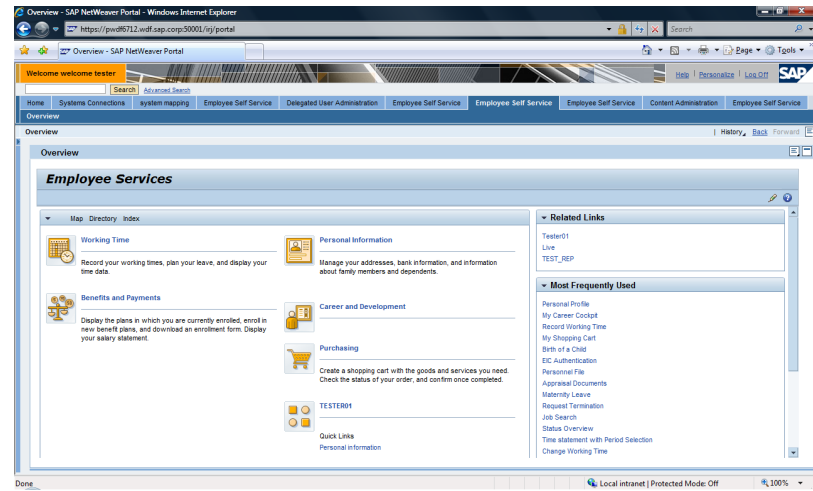 Overview - SAP NetWeaver Portal - Windows Internet Explorer
https://pwdf6712.wdf.sap.corp:50001/irj/portal
Search
Overview - SAP NetWeaver Portal
Page
Tools
Welcome welcome tester
Help | Personalize | Log Off
SAP
Search Advanced Search
Home Systems Connections system mapping Employee Self Service Delegated User Administration Employee Self Service Employee Self Service Employee Self Service Content Administration Employee Self Service
Overview
Overview
| History Back Forward
Overview
Employee Services
Map Directory Index
Working Time
Record your working times, plan your leave, and display your
time data.
Benefits and Payments
Display the plans in which you are currently enrolled, enroll in
new benefit plans, and download an enrollment form. Display
your salary statement.
Personal Information
Manage your addresses, bank information, and information
about family members and dependents.
Career and Development
Purchasing
Create a shopping cart with the goods and services you need.
Check the status of your order, and confirm once completed.
TESTER01
Quick Links
Personal information
Related Links
Tester01
Live
TEST_REP
Most Frequently Used
Personal Profile
My Career Cockpit
Record Working Time
My Shopping Cart
Birth of a Child
EIC Authentication
Personnel File
Appraisal Documents
Maternity Leave
Request Termination
Job Search
Status Overview
Time statement with Period Selection
Change Working Time
Done
Local intranet | Protected Mode: Off
100%